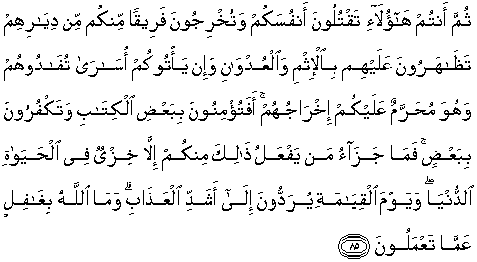 ثُمَّ أَنتُمْ هَٰٓؤُلَآءِ تَقْتُلُونَ أَنفُسَكُمْ وَتُخْرِجُونَ فَرِيقًا مِّنكُم مِّن دِيَٰرِهِمْ
تَظَٰهَرُونَ عَلَيْهِم بِٱلْإِثْمِ وَٱلْعُدْوَٰنِ وَإِن يَأْتُوكُمْ أُسَٰرَىٰ تُفَٰدُوهُمْ
وَهُوَ مُحَرَّمٌ عَلَيْكُمْ إِخْرَاجُهُمْ ۚ أَفَتُؤْمِنُونَ بِبَعْضِ ٱلْكِتَٰبِ وَتَكْفُرُونَ
بِبَعْضٍ ۚ فَمَا جَزَآءُ مَن يَفْعَلُ ذَٰلِكَ مِنكُمْ إِلَّا خِزْىٌ فِى ٱلْحَيَوٰةِ
ٱلدُّنْيَا ۖ وَيَوْمَ ٱلْقِيَٰمَةِ يُرَدُّونَ إِلَىٰٓ أَشَدِّ ٱلْعَذَابِ ۗ وَمَا ٱللَّهُ بِغَٰفِلٍ
عَمَّا تَعْمَلُونَ ٨٥